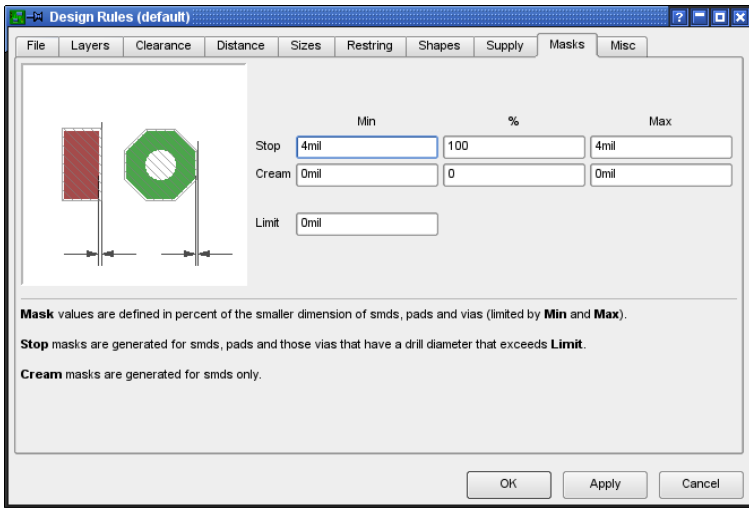 Design Rules (default)
File Layers Clearance Distance Sizes Restring Shapes Supply Masks Misc
Min % Max
Stop 4mil 100 4mil
Cream 0mil 0 0mil
Limit 0mil
Mask values are defined in percent of the smaller dimension of smds, pads and vias (limited by Min and Max).
Stop masks are generated for smds, pads and those vias that have a drill diameter that exceeds Limit.
Cream masks are generated for smds only.
OK Apply Cancel